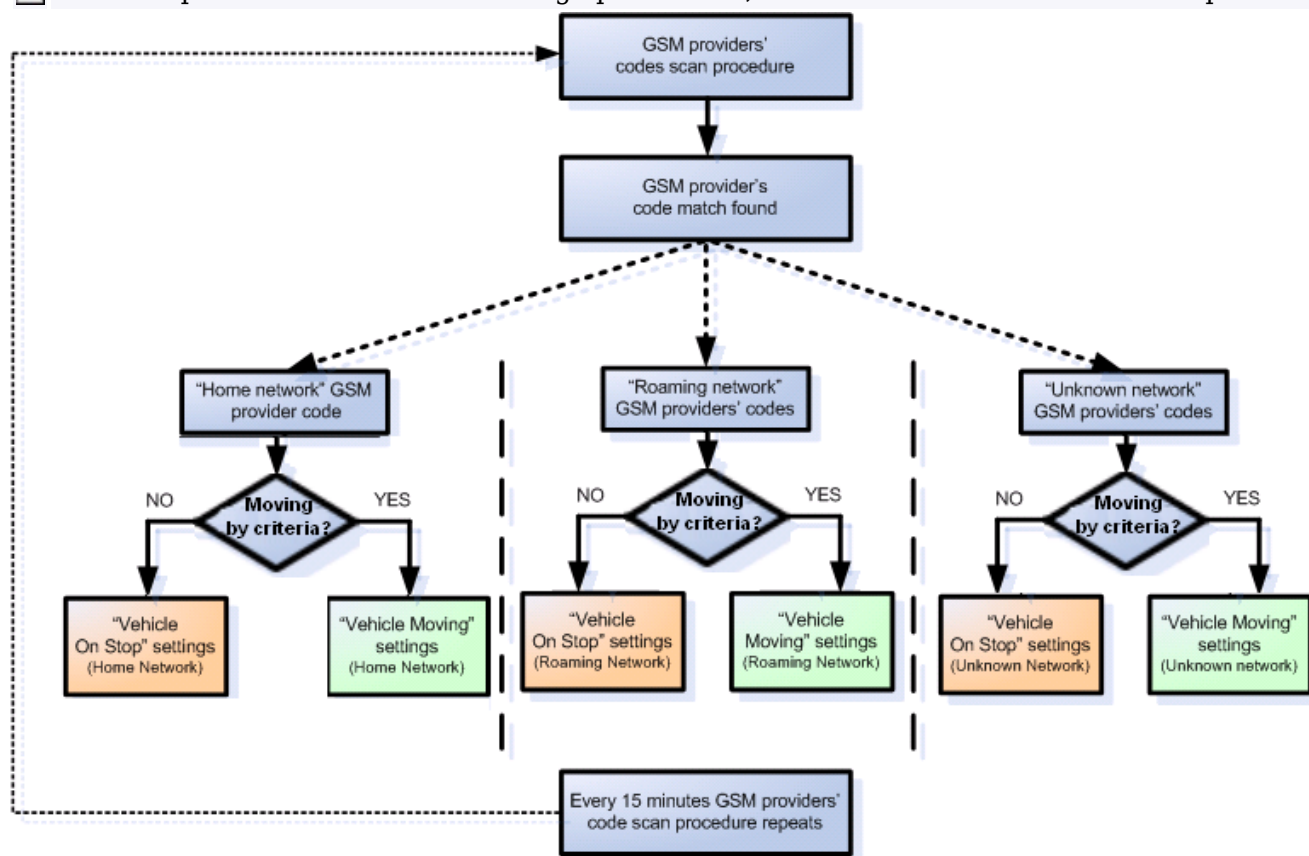 GSM providers'
codes scan procedure
GSM provider's
code match found
"Home network" GSM
provider code
"Roaming network"
GSM providers' codes
"Unknown network"
GSM providers' codes
NO
Moving
by criteria?
YES
NO
Moving
by criteria?
YES
NO
Moving
by criteria?
YES
"Vehicle
On Stop" settings
(Home Network)
"Vehicle Moving"
settings
(Home Network)
"Vehicle
On Stop" settings
(Roaming Network)
"Vehicle
Moving" settings
(Roaming Network)
"Vehicle
On Stop" settings
(Unknown Network)
"Vehicle Moving"
settings
(Unknown network)
Every 15 minutes GSM providers'
code scan procedure repeats